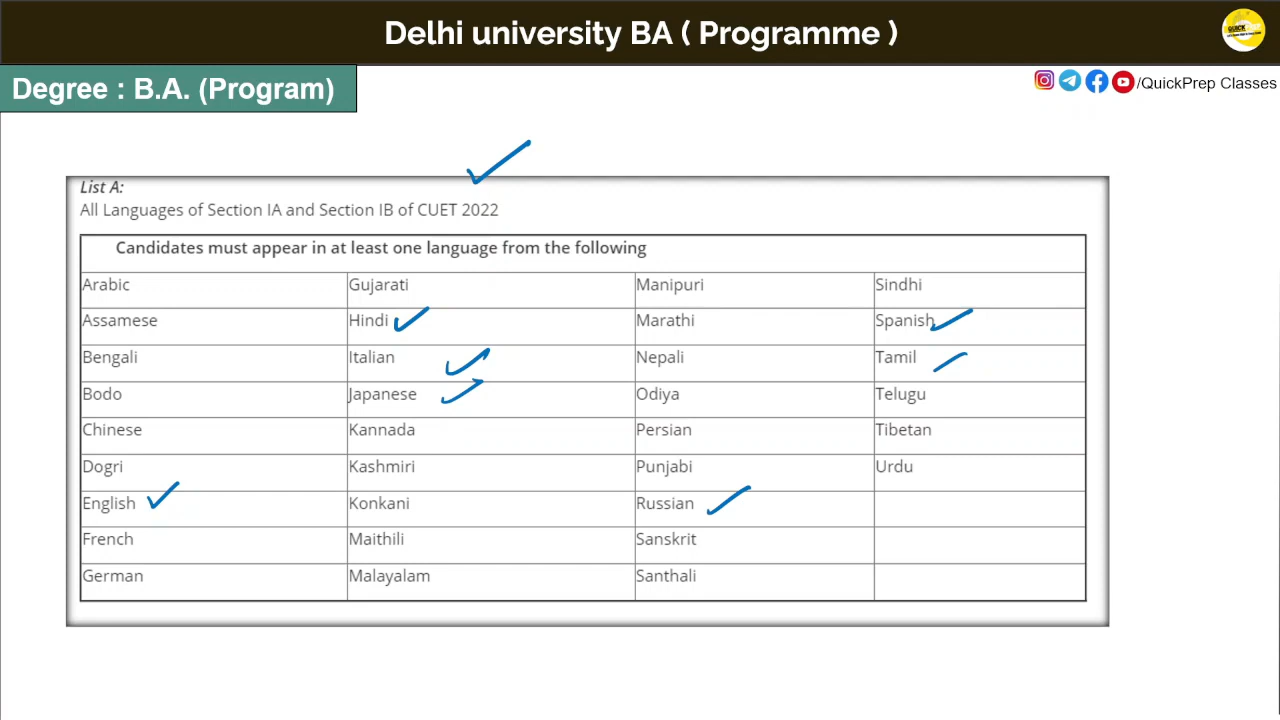 Delhi university BA ( Programme )
QUICKPREP
Degree : B.A. (Program)
/QuickPrep Classes
List A:
All Languages of Section IA and Section IB of CUET 2022
Candidates must appear in at least one language from the following
Arabic Gujarati Manipuri Sindhi
Assamese Hindi Marathi Spanish
Bengali Italian Nepali Tamil
Bodo Japanese Odiya Telugu
Chinese Kannada Persian Tibetan
Dogri Kashmiri Punjabi Urdu
English Konkani Russian
French Maithili Sanskrit
German Malayalam Santhali